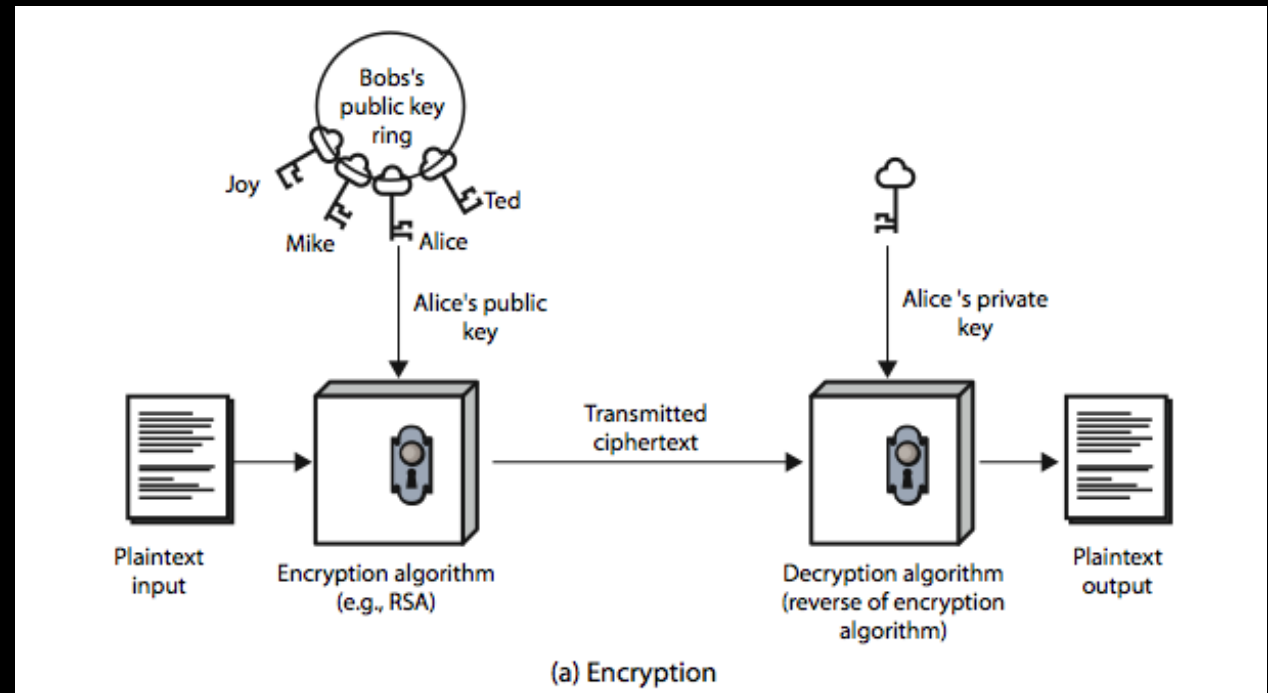 Bobs's
public key
ring
Joy
Ted
Mike
Alice
Alice's public
key
Alice 's private
key
Transmitted
ciphertext
Plaintext
input
Encryption algorithm
(e.g., RSA)
Decryption algorithm
(reverse of encryption
algorithm)
Plaintext
output
(a) Encryption